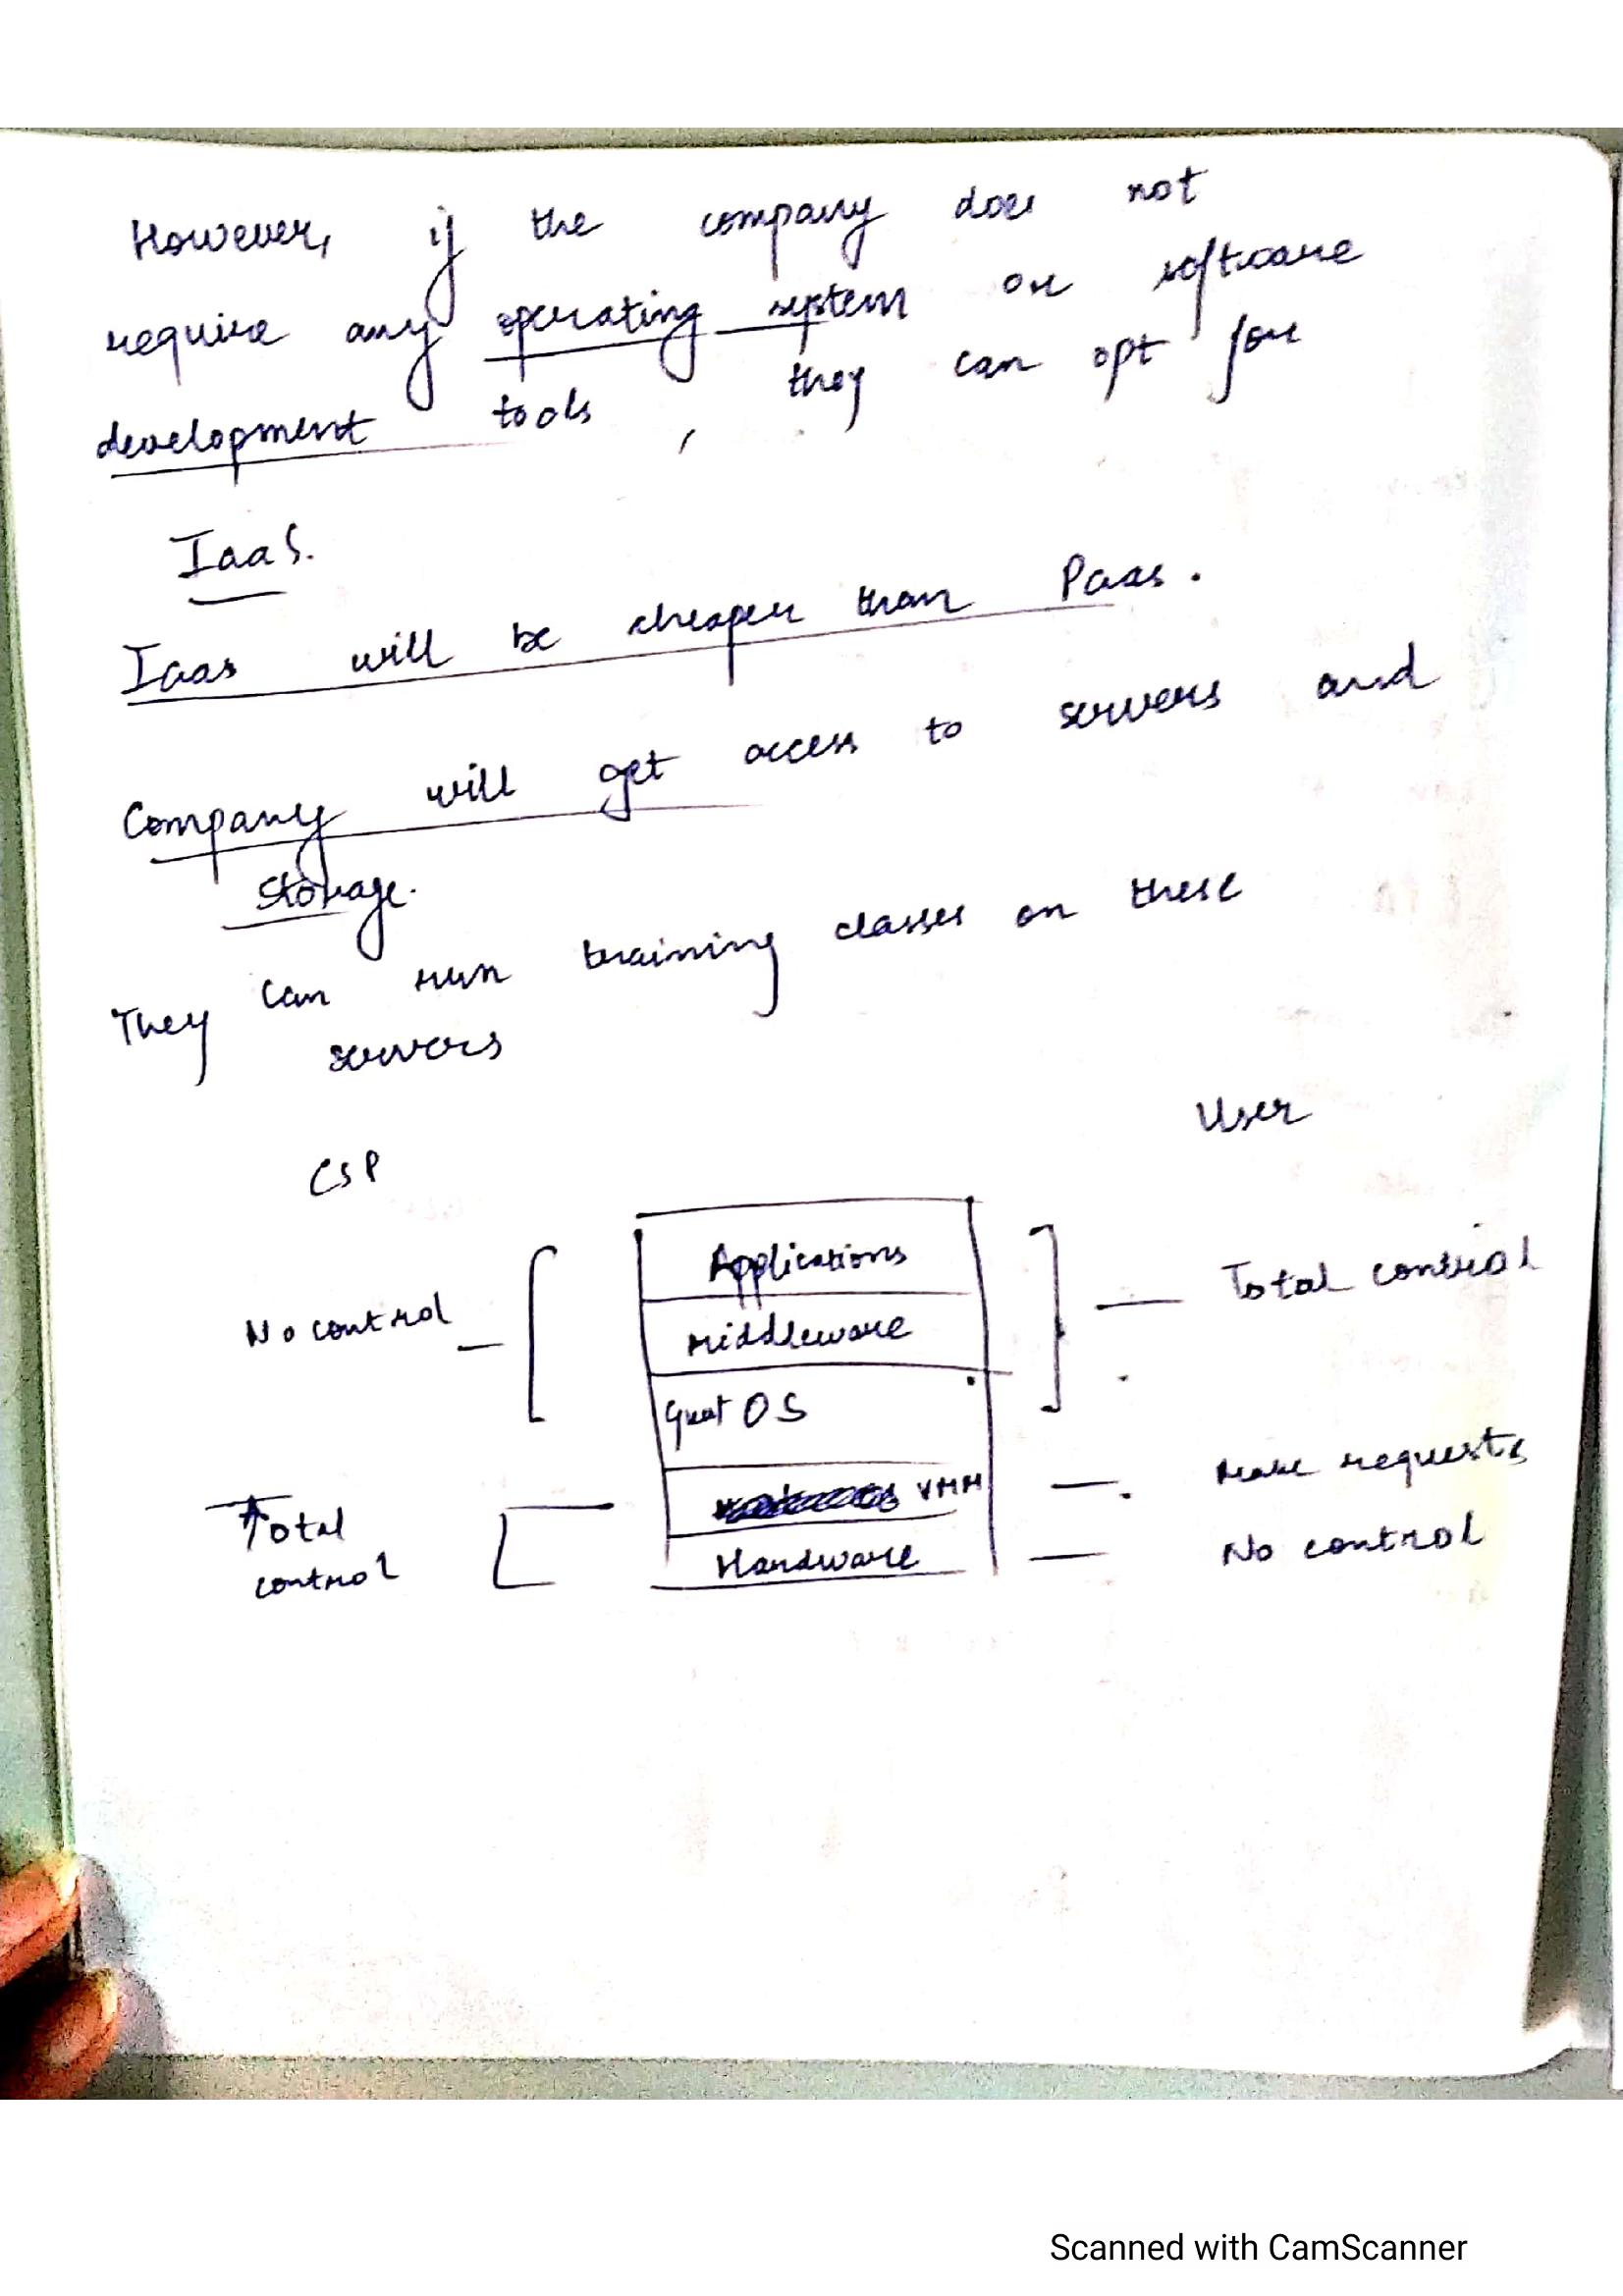 However, if the company does not
require any operating system or software
development tools, they can opt for
IaaS.
Iaas will be cheaper than Paas.
Company will get access to servers and
storage.
They can run training classes on these
servers
CSP User
Applications
No control Middleware Total control
Guest OS
VMM Make requests
Total
control Hardware No control
Scanned with CamScanner